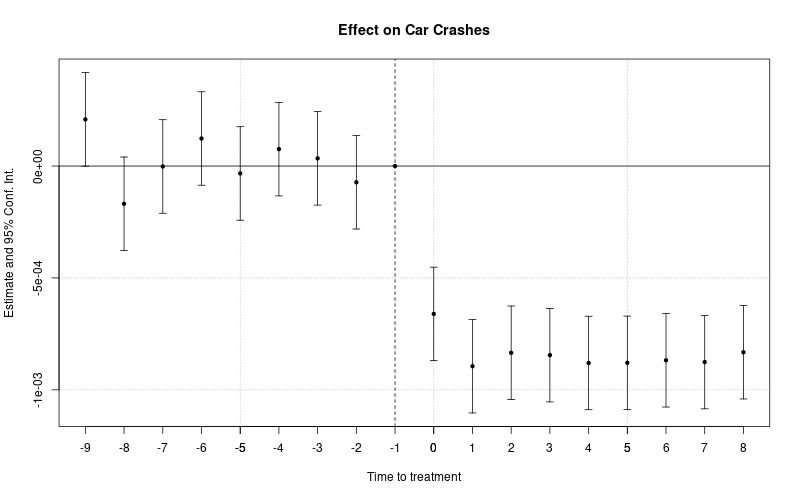 Effect on Car Crashes
Estimate and 95% Conf. Int.
0e+00
-5e-04
-1e-03
-9 -8 -7 -6 -5 -4 -3 -2 -1 0 1 2 3 4 5 6 7 8
Time to treatment